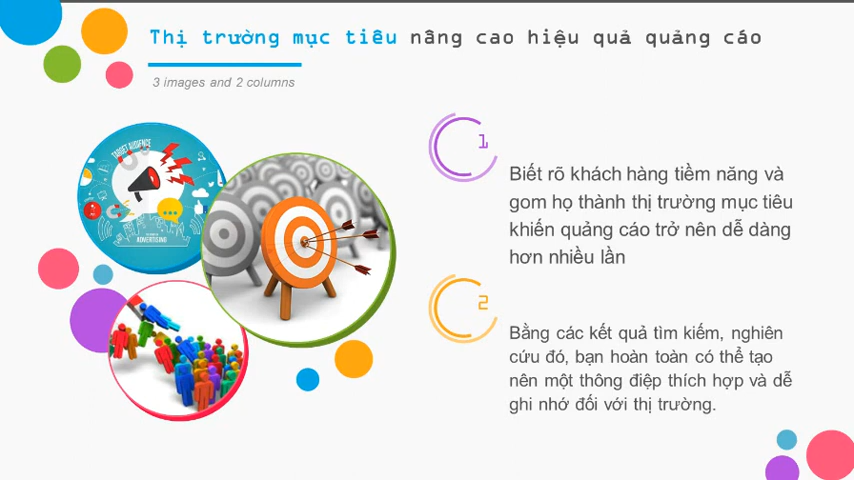 Thị trường mục tiêu nâng cao hiệu quả quảng cáo
3 images and 2 columns
TARGET AUDIENCE
ADVERTISING
1
Biết rõ khách hàng tiềm năng và
gom họ thành thị trường mục tiêu
khiến quảng cáo trở nên dễ dàng
hơn nhiều lần
2
Bằng các kết quả tìm kiếm, nghiên
cứu đó, bạn hoàn toàn có thể tạo
nên một thông điệp thích hợp và dễ
ghi nhớ đối với thị trường.